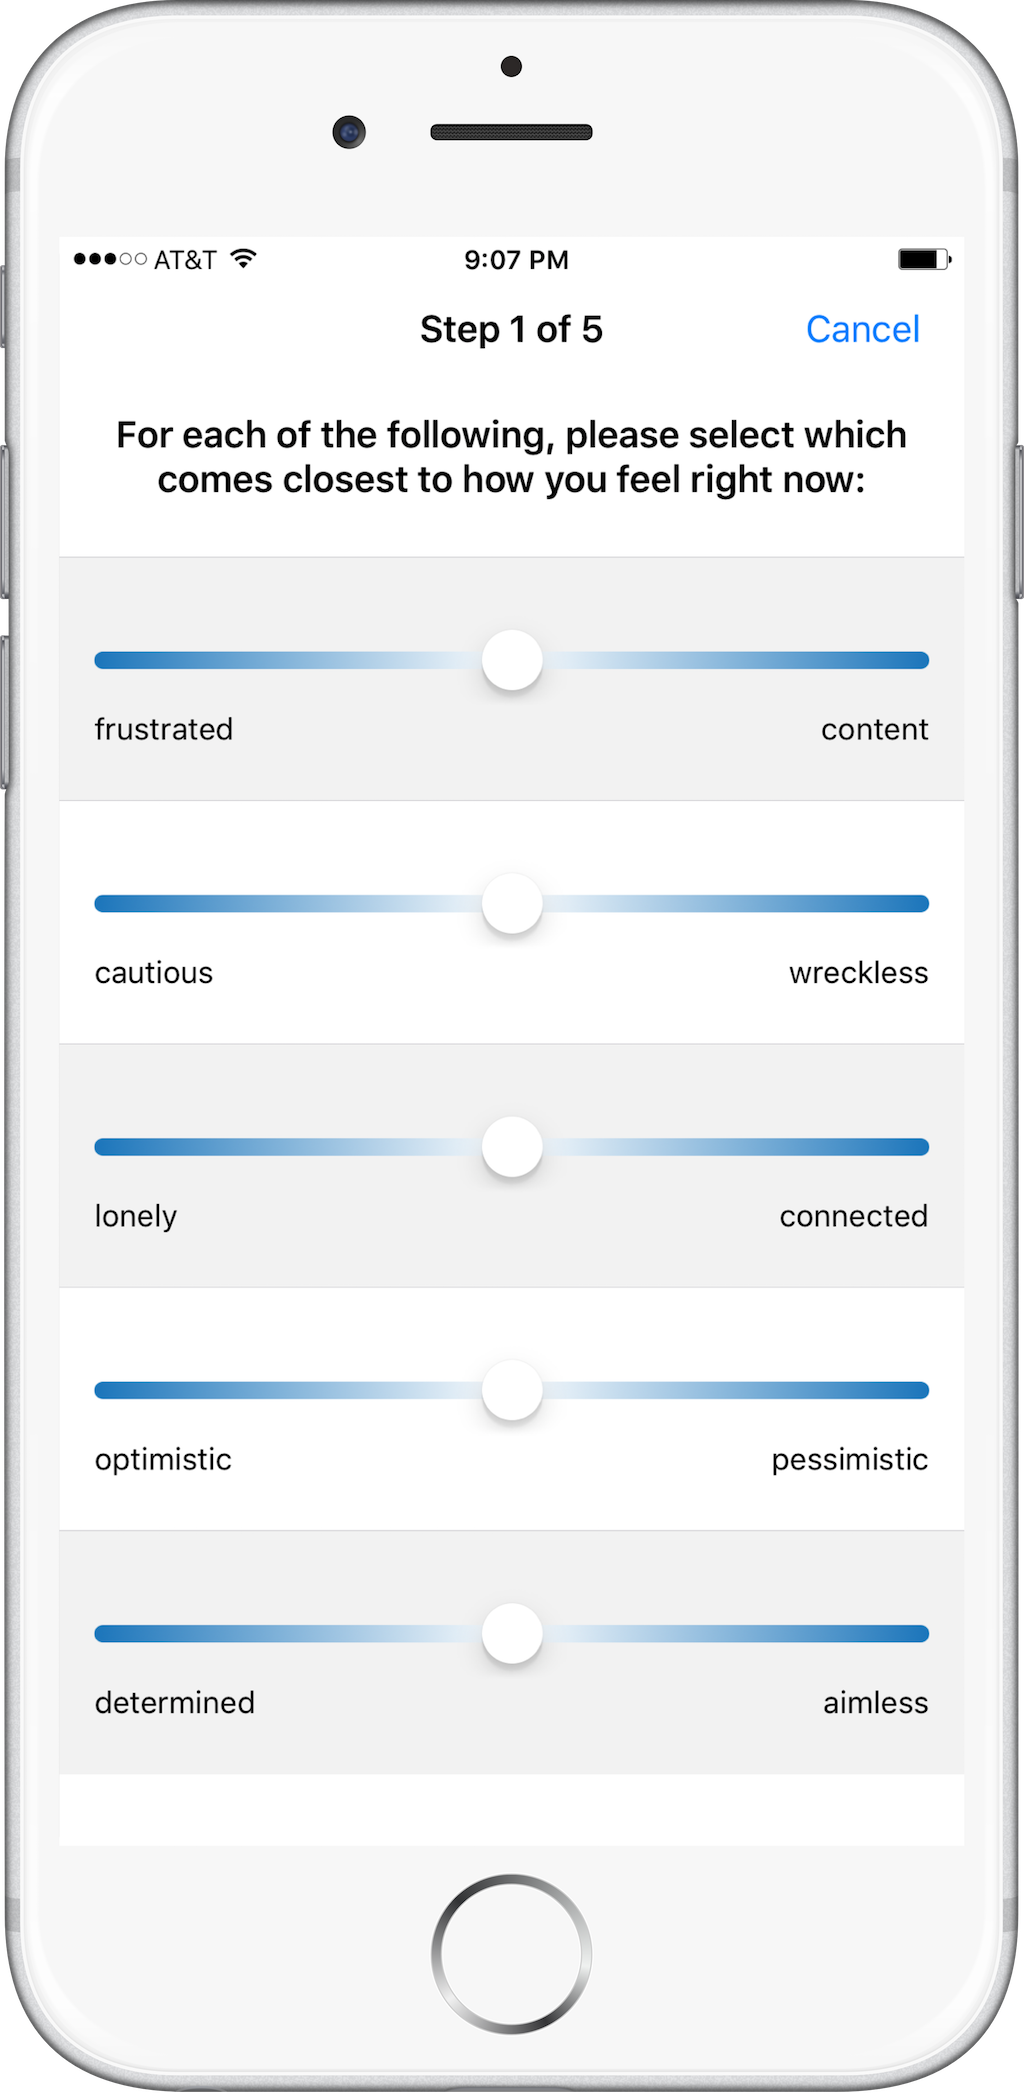 AT&T 9:07 PM
Step 1 of 5 Cancel
For each of the following, please select which
comes closest to how you feel right now:
frustrated content
cautious wreckless
lonely connected
optimistic pessimistic
determined aimless